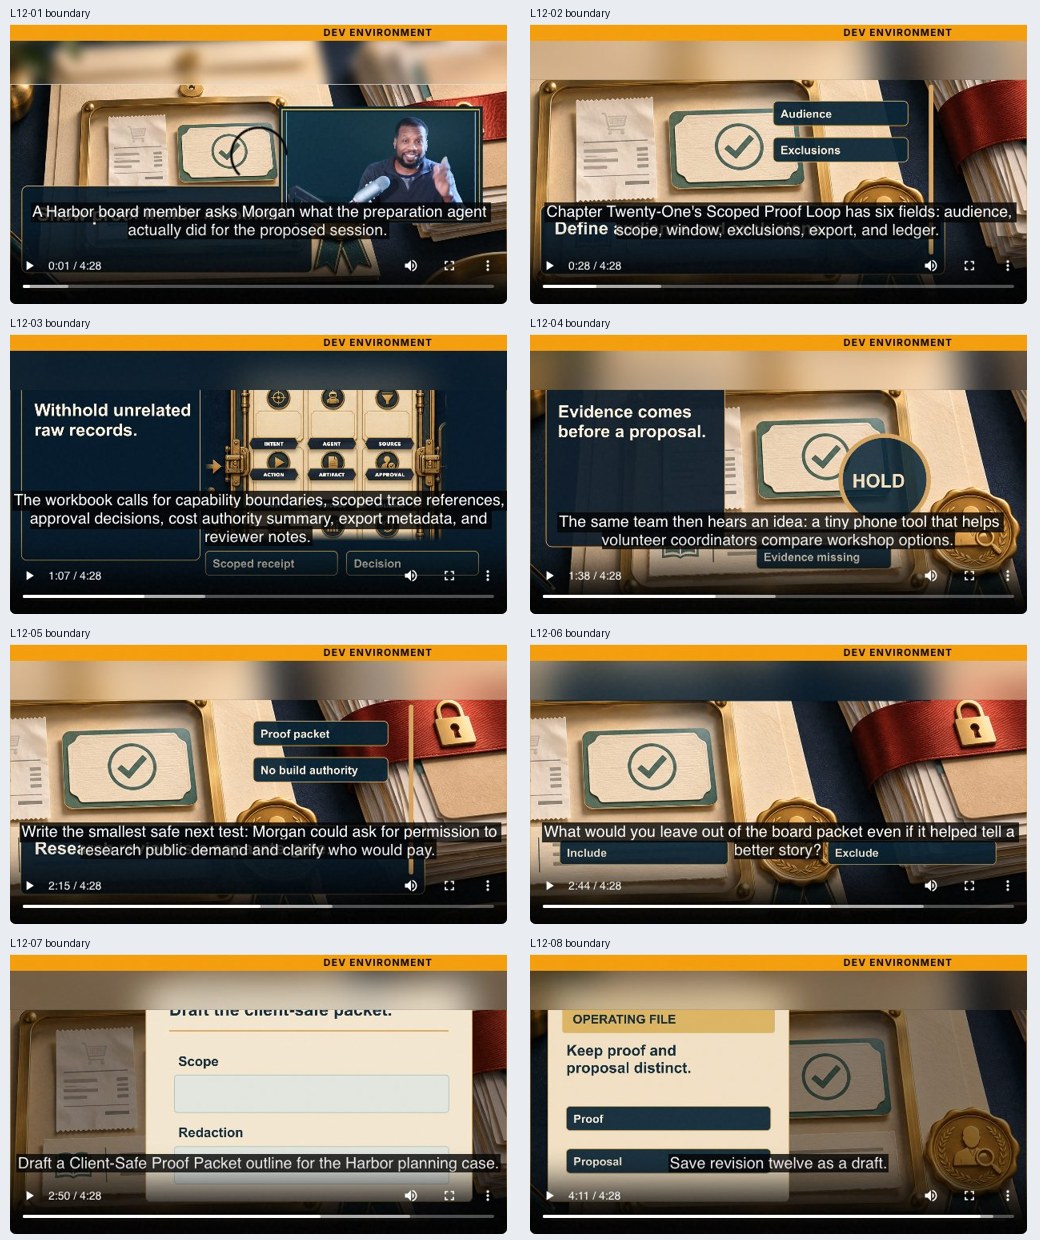 L12-01 boundary
DEV ENVIRONMENT
A Harbor board member asks Morgan what the preparation agent
actually did for the proposed session.
0:01 / 4:28
L12-02 boundary
DEV ENVIRONMENT
Audience
Exclusions
Chapter Twenty-One's Scoped Proof Loop has six fields: audience,
Define
scope, window, exclusions, export, and ledger.
0:28 / 4:28
L12-03 boundary
DEV ENVIRONMENT
Withhold unrelated
raw records.
INTENT
AGENT
SOURCE
ACTION
ARTIFACT
APPROVAL
The workbook calls for capability boundaries, scoped trace references,
approval decisions, cost authority summary, export metadata, and
reviewer notes.
Scoped receipt
Decision
1:07 / 4:28
L12-04 boundary
DEV ENVIRONMENT
Evidence comes
before a proposal.
HOLD
The same team then hears an idea: a tiny phone tool that helps
volunteer coordinators compare workshop options.
Evidence missing
1:38 / 4:28
L12-05 boundary
DEV ENVIRONMENT
Proof packet
No build authority
Write the smallest safe next test: Morgan could ask for permission to
research public demand and clarify who would pay.
2:15 / 4:28
L12-06 boundary
DEV ENVIRONMENT
What would you leave out of the board packet even if it helped tell a
better story?
Include
Exclude
2:44 / 4:28
L12-07 boundary
DEV ENVIRONMENT
Draft the client-safe packet.
Scope
Redaction
Draft a Client-Safe Proof Packet outline for the Harbor planning case.
2:50 / 4:28
L12-08 boundary
DEV ENVIRONMENT
OPERATING FILE
Keep proof and
proposal distinct.
Proof
Proposal
Save revision twelve as a draft.
4:11 / 4:28